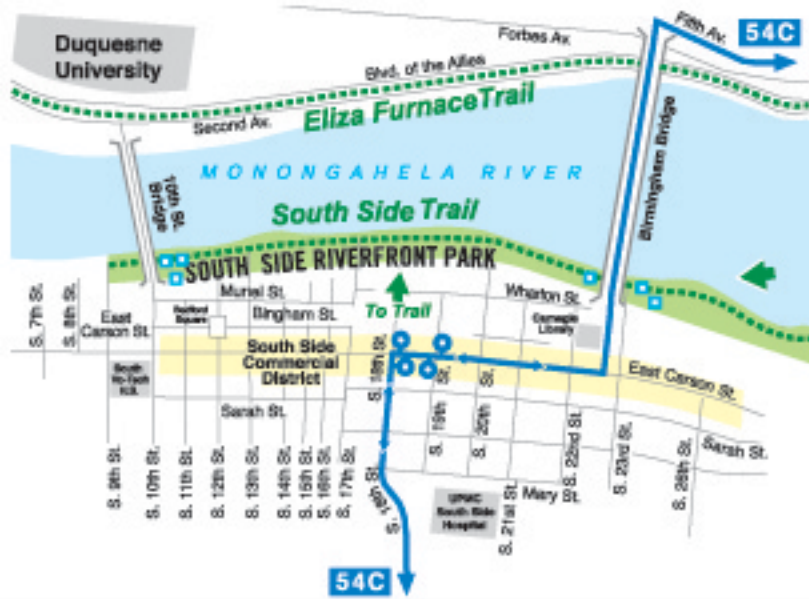 Forbes Av.
Fifth Av.
54C
Duquesne
University
Blvd. of the Allies
Second Av.
Eliza Furnace Trail
MONONGAHELA RIVER
10th St.
Bridge
Birmingham Bridge
South Side Trail
SOUTH SIDE RIVERFRONT PARK
S. 7th St.
S. 8th St.
Muriel St.
Wharton St.
To Trail
East
Carson St.
Bedford
Square
Bingham St.
Carnegie
Library
South Side
Commercial
District
S. 18th St.
East Carson St.
South
Vo-Tech
H.S.
Sarah St.
S. 19th St.
S. 20th St.
S. 22nd St.
S. 23rd St.
Sarah St.
S. 9th St.
S. 10th St.
S. 11th St.
S. 12th St.
S. 13th St.
S. 14th St.
S. 15th St.
S. 16th St.
S. 17th St.
S. 18th St.
UPMC
South Side
Hospital
S. 21st St.
Mary St.
S. 26th St.
54C